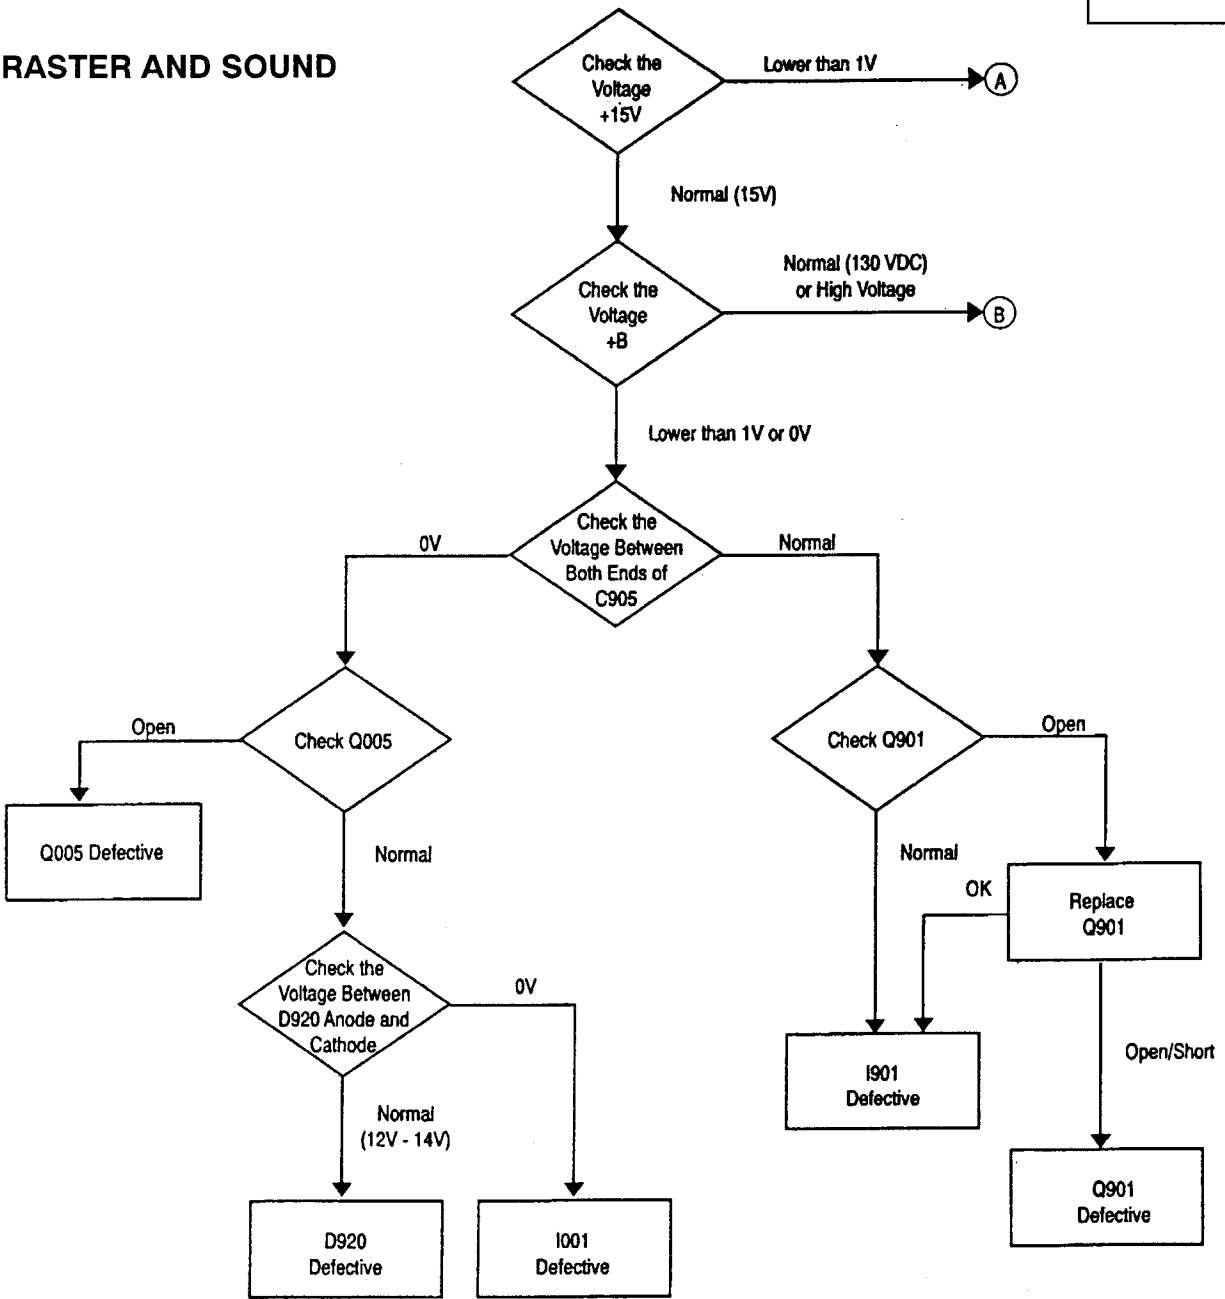 RASTER AND SOUND
Check the
Voltage
+15V
Lower than 1V
A
Normal (15V)
Check the
Voltage
+B
Normal (130 VDC)
or High Voltage
B
Lower than 1V or 0V
Check the
Voltage Between
Both Ends of
C905
0V
Normal
Check Q005
Open
Q005 Defective
Normal
Check Q901
Open
Normal
OK
Replace
Q901
Check the
Voltage Between
D920 Anode and
Cathode
0V
Normal
(12V - 14V)
I901
Defective
Open/Short
D920
Defective
I001
Defective
Q901
Defective